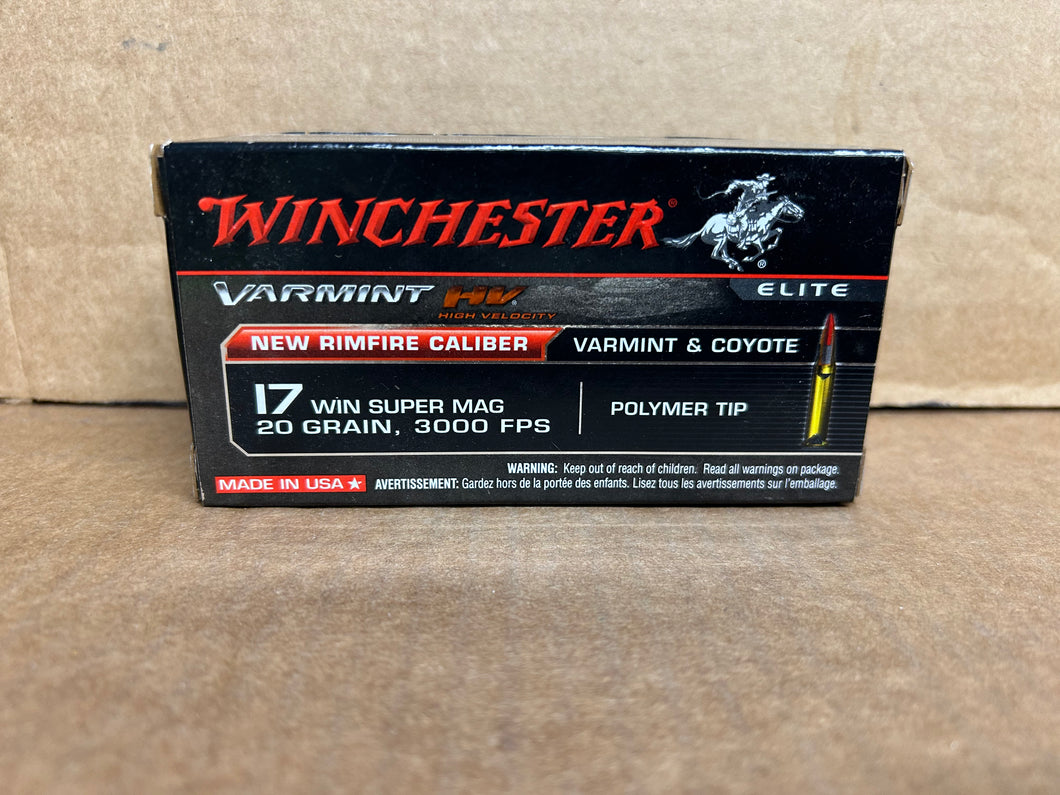 WINCHESTER®
®
VARMINT HV®
HIGH VELOCITY
ELITE
NEW RIMFIRE CALIBER
VARMINT & COYOTE
17 WIN SUPER MAG
20 GRAIN, 3000 FPS
POLYMER TIP
WARNING: Keep out of reach of children. Read all warnings on package.
MADE IN USA ★
AVERTISSEMENT: Gardez hors de la portée des enfants. Lisez tous les avertissements sur l'emballage.